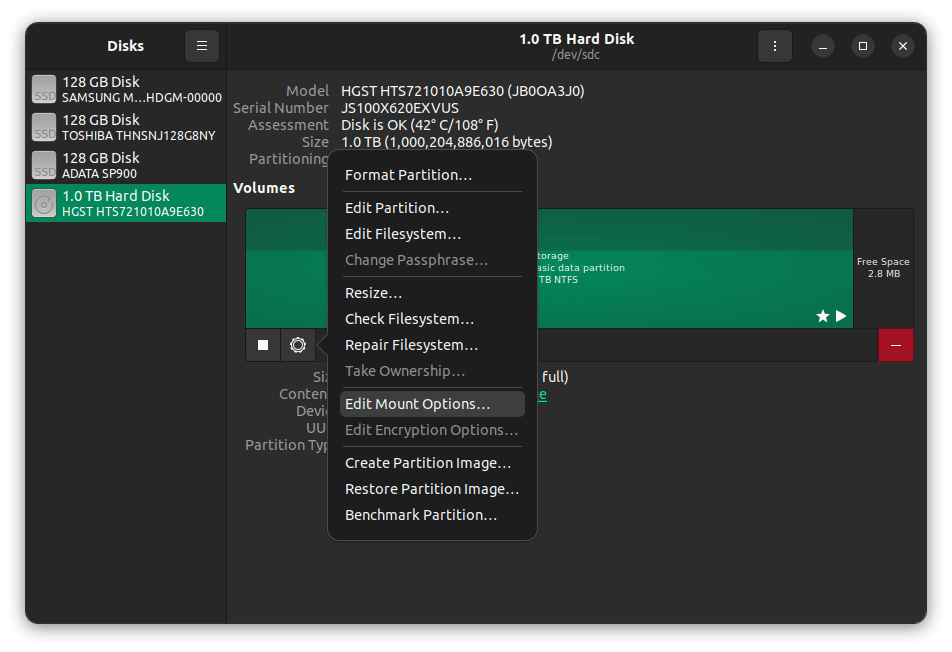 Disks
1.0 TB Hard Disk
/dev/sdc
SSD
128 GB Disk
SAMSUNG M...HDGM-00000
SSD
128 GB Disk
TOSHIBA THNSNJ128G8NY
SSD
128 GB Disk
ADATA SP900
1.0 TB Hard Disk
HGST HTS721010A9E630
Model HGST HTS721010A9E630 (JB0OA3J0)
Serial Number JS100X620EXVUS
Assessment Disk is OK (42° C/108° F)
Size 1.0 TB (1,000,204,886,016 bytes)
Partitioning
Volumes
torage
asic data partition
TB NTFS
Free Space
2.8 MB
Format Partition...
Edit Partition...
Edit Filesystem...
Change Passphrase...
Resize...
Check Filesystem...
Repair Filesystem...
Take Ownership...
Edit Mount Options...
Edit Encryption Options...
Create Partition Image...
Restore Partition Image...
Benchmark Partition...
Si
full)
Conten
e
Devi
UU
Partition Typ